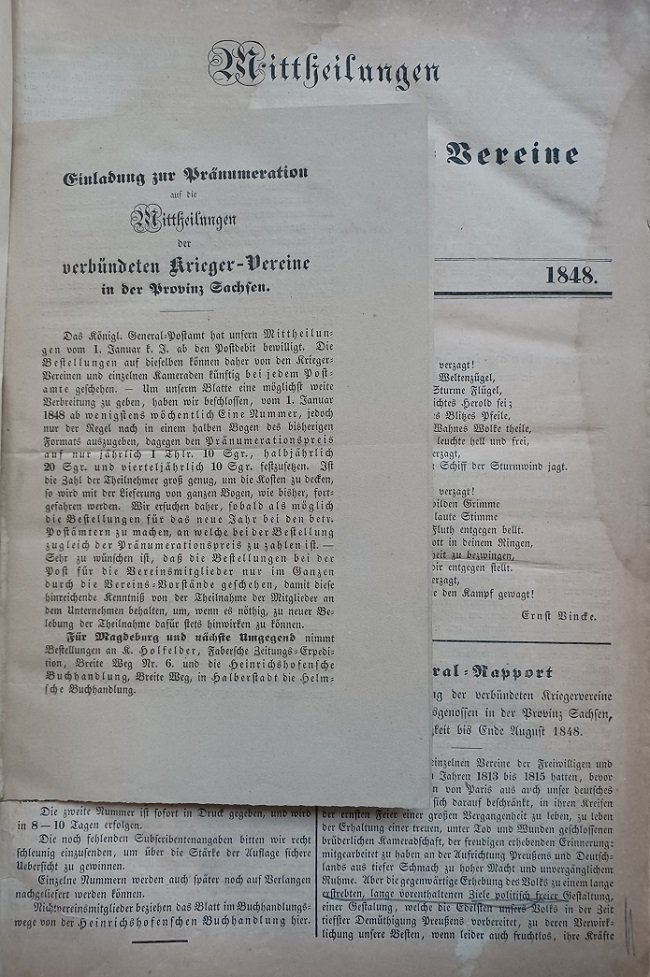 Mittheilungen
Vereine
1848.
Einladung zur Pränumeration
auf die
Mittheilungen
der
verbündeten Krieger-Vereine
in der Provinz Sachsen.
Das Königl. General-Postamt hat unsern Mittheilun-
gen vom 1. Januar k. J. ab den Postdebit bewilligt. Die
Bestellungen auf dieselben können daher von den Krieger-
Vereinen und einzelnen Kameraden künftig bei jedem Post-
amte geschehen. — Um unserm Blatte eine möglichst weite
Verbreitung zu geben, haben wir beschlossen, vom 1. Januar
1848 ab wenigstens wöchentlich Eine Nummer, jedoch
nur der Regel nach in einem halben Bogen des bisherigen
Formats auszugeben, dagegen den Pränumerationspreis
auf nur jährlich 1 Thlr. 10 Sgr., halbjährlich
20 Sgr. und vierteljährlich 10 Sgr. festzusetzen. Ist
die Zahl der Theilnehmer groß genug, um die Kosten zu decken,
so wird mit der Lieferung von ganzen Bogen, wie bisher, fort-
gefahren werden. Wir ersuchen daher, sobald als möglich
die Bestellungen für das neue Jahr bei den betr.
Postämtern zu machen, an welche bei der Bestellung
zugleich der Pränumerationspreis zu zahlen ist. —
Sehr zu wünschen ist, daß die Bestellungen bei der
Post für die Vereinsmitglieder nur im Ganzen
durch die Vereins-Vorstände geschehen, damit diese
hinreichende Kenntniß von der Theilnahme der Mitglieder an
dem Unternehmen behalten, um, wenn es nöthig, zu neuer Be-
lebung der Theilnahme dafür stets hinwirken zu können.
Für Magdeburg und nächste Umgegend nimmt
Bestellungen an K. Holfelder, Fabersche Zeitungs-Expedi-
tion, Breite Weg Nr. 6. und die Heinrichshofensche
Buchhandlung, Breite Weg, in Halberstadt die Helm-
sche Buchhandlung.
Die zweite Nummer ist sofort in Druck gegeben, und wird
in 8—10 Tagen erfolgen.
Die noch fehlenden Subscribentenangaben bitten wir recht
schleunig einzusenden, um über die Stärke der Auflage sichere
Uebersicht zu gewinnen.
Einzelne Nummern werden auch später noch auf Verlangen
nachgeliefert werden können.
Nichtvereinsmitglieder beziehen das Blatt im Buchhandlungs-
wege von der Heinrichshofenschen Buchhandlung hier.
verzagt!
Weltenzügel,
Sturme Flügel,
Herold sei;
Blitzes Pfeile,
Wahnes Wolke theile,
leuchte hell und frei,
erzagt,
Schiff der Sturmwind jagt.
verzagt!
wilden Grimme
laute Stimme
Fluth entgegen bellt.
in deinem Ringen,
zu bezwingen,
entgegen stellt.
verzagt,
den Kampf gewagt!
Ernst Vincke.
ral-Rapport
der verbündeten Kriegervereine
sgenossen in der Provinz Sachsen,
keit bis Ende August 1848.
einzelnen Vereine der Freiwilligen und
Jahren 1813 bis 1815 hatten, bevor
von Paris aus auch unser deutsches
sich darauf beschränkt, in ihren Kreisen
der ernsten Feier einer großen Vergangenheit zu leben, zu leben
der Erhaltung einer treuen, unter Tod und Wunden geschlossenen
brüderlichen Kameradschaft, der freudigen erhebenden Erinnerung:
mitgearbeitet zu haben an der Aufrichtung Preußens und Deutsch-
lands aus tiefer Schmach zu hoher Macht und unvergänglichem
Ruhme. Aber die gegenwärtige Erhebung des Volks zu einem lange
erstrebten, lange vorenthaltenen Ziele politisch freier Gestaltung,
einer Gestalung, welche die Edelsten unsers Volks in der Zeit
tiefster Demüthigung Preußens vorbereitet, zu deren Verwirk-
lichung unsere Besten, wenn leider auch fruchtlos, ihre Kräfte